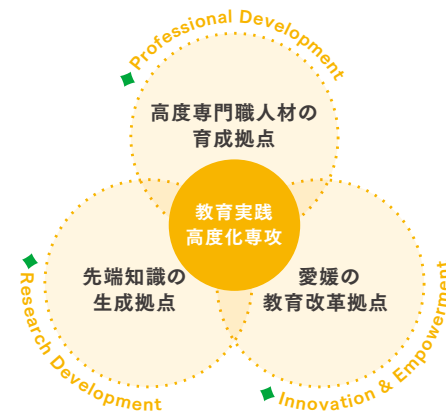 Professional Development
高度専門職人材の
育成拠点
教育実践
高度化専攻
先端知識の
生成拠点
愛媛の
教育改革拠点
Research Development
Innovation & Empowerment